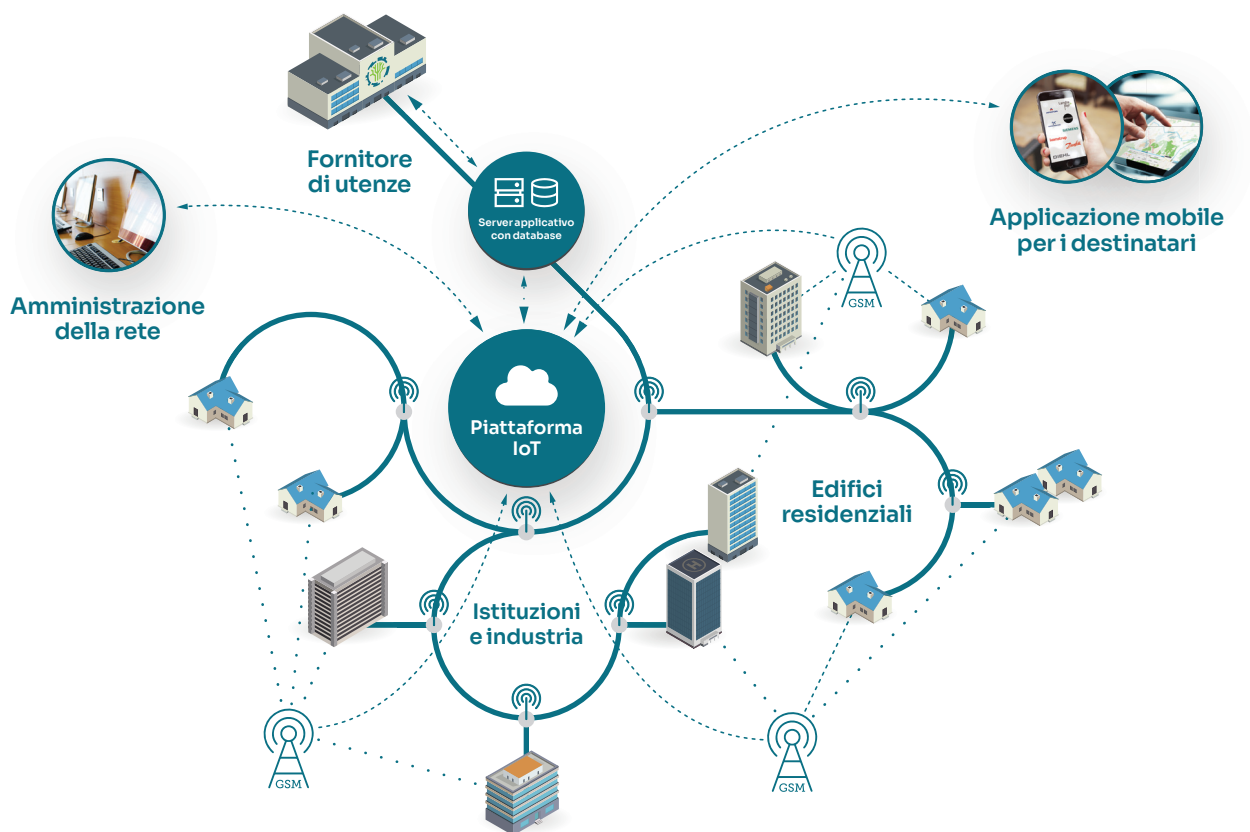 Fornitore
di utenze
Server applicativo
con database
Applicazione mobile
per i destinatari
Amministrazione
della rete
GSM
Piattaforma
IoT
Edifici
residenziali
Istituzioni
e industria
GSM
GSM